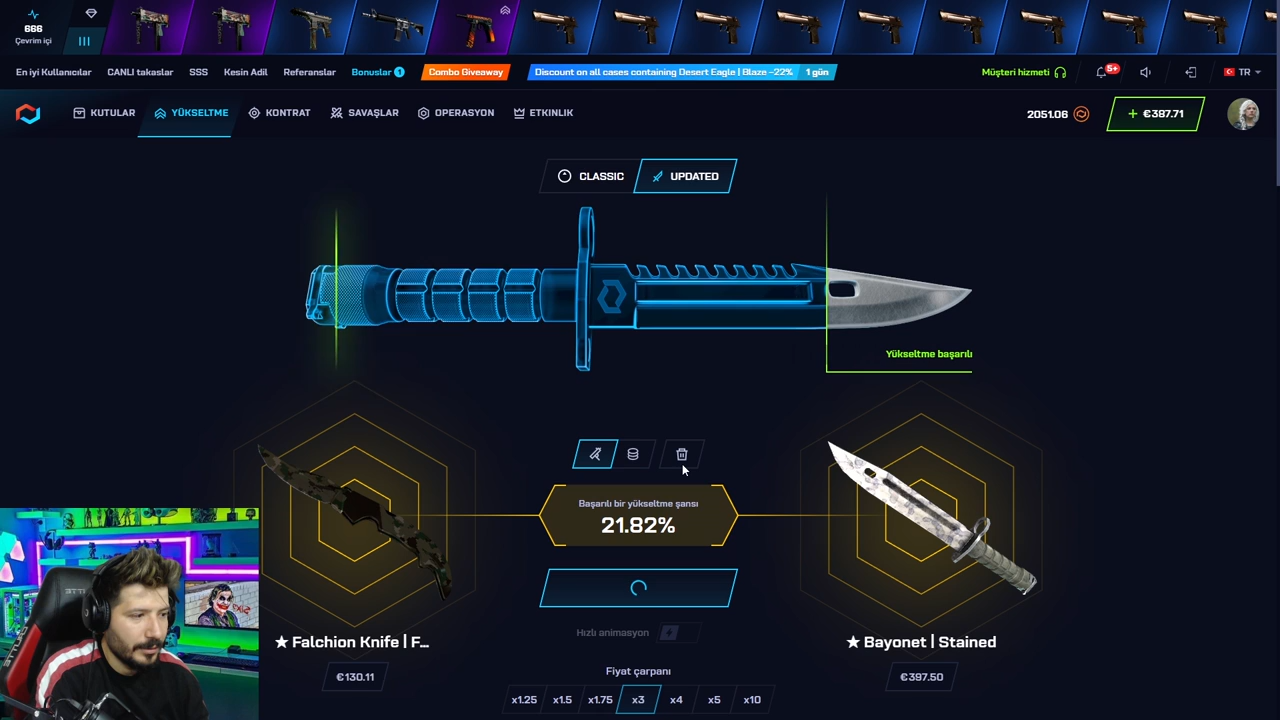 666
Çevrim içi
En iyi Kullanıcılar
CANLI takaslar
SSS
Kesin Adil
Referanslar
Bonuslar 1
Combo Giveaway
Discount on all cases containing Desert Eagle | Blaze -22%
1 gün
Müşteri hizmeti
5+
TR
KUTULAR
YÜKSELTME
KONTRAT
SAVAŞLAR
OPERASYON
ETKINLIK
2051.06
+ €387.71
CLASSIC
UPDATED
Yükseltme başarılı
Başarılı bir yükseltme şansı
21.82%
Hızlı animasyon
★ Falchion Knife | F...
€130.11
★ Bayonet | Stained
€397.50
Fiyat çarpanı
x1.25
x1.5
x1.75
x3
x4
x5
x10